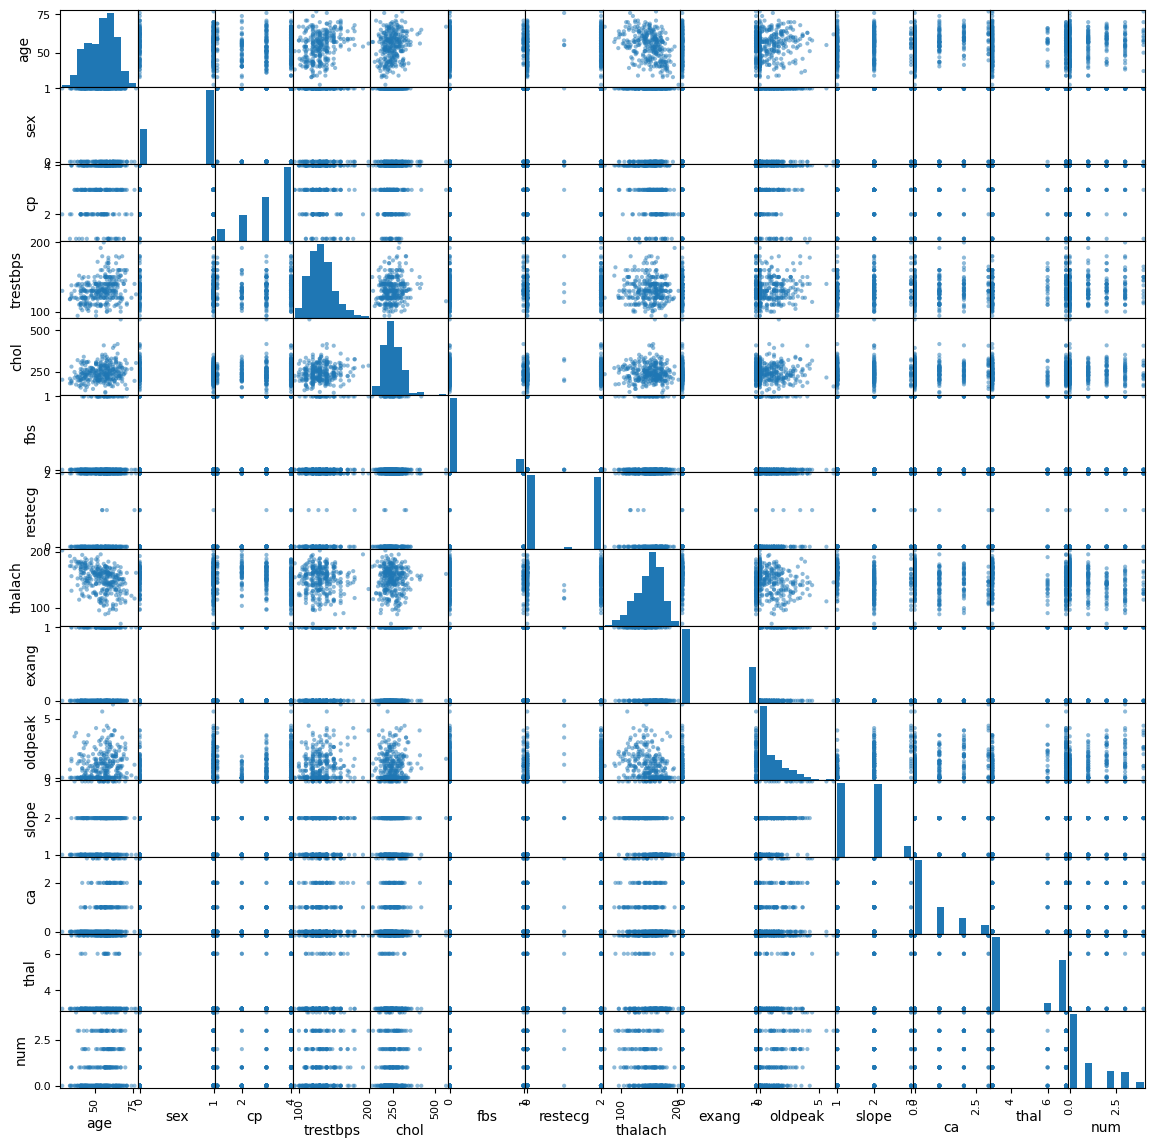 75
50
age
1
0
sex
4
2
cp
200
100
trestbps
500
250
chol
1
0
fbs
2
0
restecg
200
100
thalach
1
0
exang
5
0
oldpeak
3
1
slope
2
0
ca
6
4
thal
2.5
0.0
num
50 75 0 1 2 4 100 200 250 500 0 1 0 2 100 200 0 1 0 5 1 3 0.0 2.5 4 6 0.0 2.5
age sex cp trestbps chol fbs restecg thalach exang oldpeak slope ca thal num